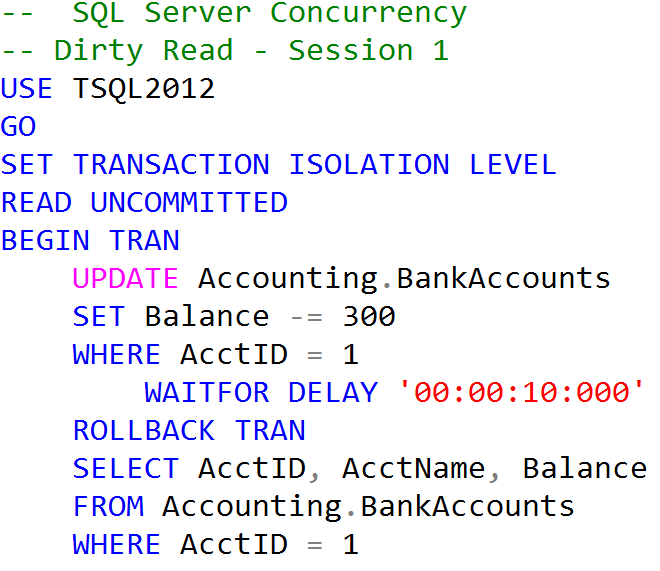 --  SQL Server Concurrency
-- Dirty Read - Session 1
USE TSQL2012
GO
SET TRANSACTION ISOLATION LEVEL
READ UNCOMMITTED
BEGIN TRAN
    UPDATE Accounting.BankAccounts
    SET Balance -= 300
    WHERE AcctID = 1
        WAITFOR DELAY '00:00:10:000'
    ROLLBACK TRAN
    SELECT AcctID, AcctName, Balance
    FROM Accounting.BankAccounts
    WHERE AcctID = 1